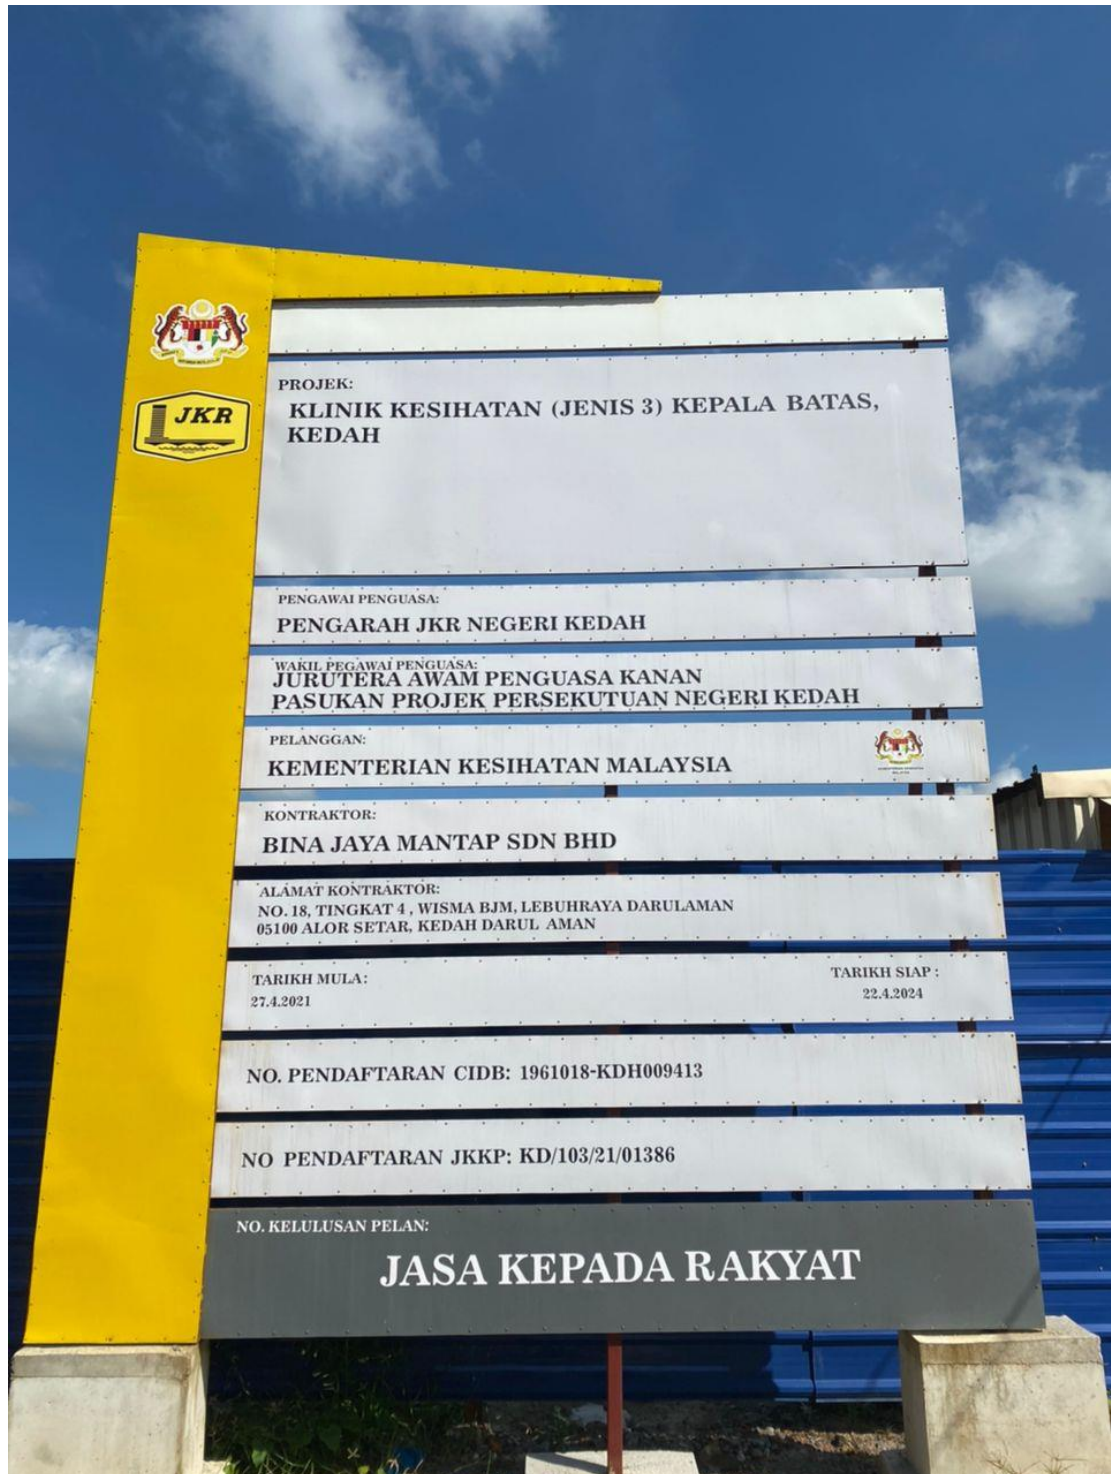 JKR
PROJEK:
KLINIK KESIHATAN (JENIS 3) KEPALA BATAS,
KEDAH
PENGAWAI PENGUASA:
PENGARAH JKR NEGERI KEDAH
WAKIL PEGAWAI PENGUASA:
JURUTERA AWAM PENGUASA KANAN
PASUKAN PROJEK PERSEKUTUAN NEGERI KEDAH
PELANGGAN:
KEMENTERIAN KESIHATAN MALAYSIA
KEMENTERIAN KESIHATAN
MALAYSIA
KONTRAKTOR:
BINA JAYA MANTAP SDN BHD
ALAMAT KONTRAKTOR:
NO. 18, TINGKAT 4 , WISMA BJM, LEBUHRAYA DARULAMAN
05100 ALOR SETAR, KEDAH DARUL AMAN
TARIKH MULA:
27.4.2021
TARIKH SIAP :
22.4.2024
NO. PENDAFTARAN CIDB: 1961018-KDH009413
NO PENDAFTARAN JKKP: KD/103/21/01386
NO. KELULUSAN PELAN:
JASA KEPADA RAKYAT